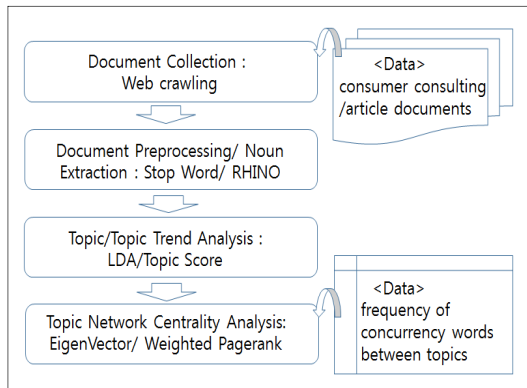 Document Collection :
Web crawling
<Data>
consumer consulting
/article documents
Document Preprocessing/ Noun
Extraction : Stop Word/ RHINO
Topic/Topic Trend Analysis :
LDA/Topic Score
Topic Network Centrality Analysis:
EigenVector/ Weighted Pagerank
<Data>
frequency of
concurrency words
between topics